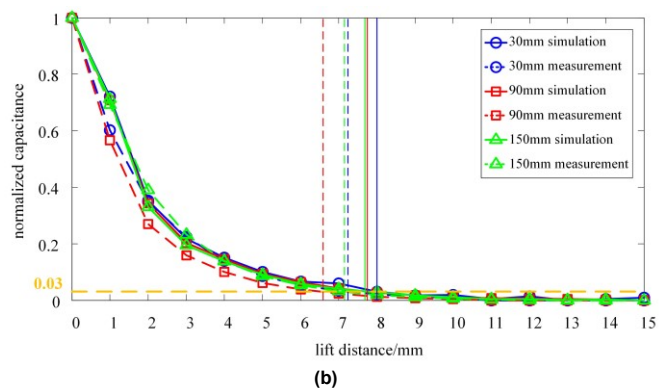 1
0.8
0.6
0.4
0.2
0.03
0
normalized capacitance
30mm simulation
30mm measurement
90mm simulation
90mm measurement
150mm simulation
150mm measurement
0 1 2 3 4 5 6 7 8 9 10 11 12 13 14 15
lift distance/mm
(b)